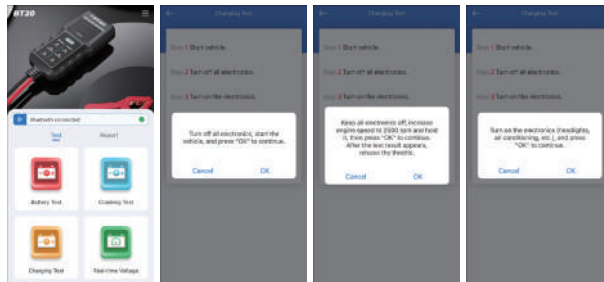 BT20
Bluetooth connected
Test
Report
Battery Test
Cranking Test
Charging Test
Real-time Voltage
Charging Test
Step 1 Start vehicle.
Step 2 Turn off all electronics.
Step 3 Turn on the electronics.
Turn off all electronics, start the
vehicle, and press "OK" to continue.
Cancel
OK
Charging Test
Step 1 Start vehicle.
Step 2 Turn off all electronics.
Step 3 Turn on the electronics.
Keep all electronics off, increase
engine speed to 2500 rpm and hold
it, then press "OK" to continue.
After the test result appears,
release the throttle.
Cancel
OK
Charging Test
Step 1 Start vehicle.
Step 2 Turn off all electronics.
Step 3 Turn on the electronics.
Turn on the electronics (headlights,
air conditioning, etc.), and press
"OK" to continue.
Cancel
OK